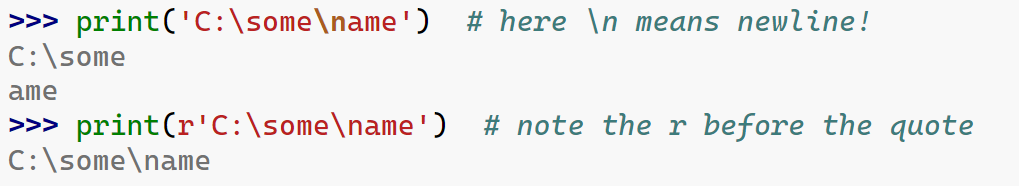 >>> print('C:\some\name')  # here \n means newline!
C:\some
ame
>>> print(r'C:\some\name')  # note the r before the quote
C:\some\name